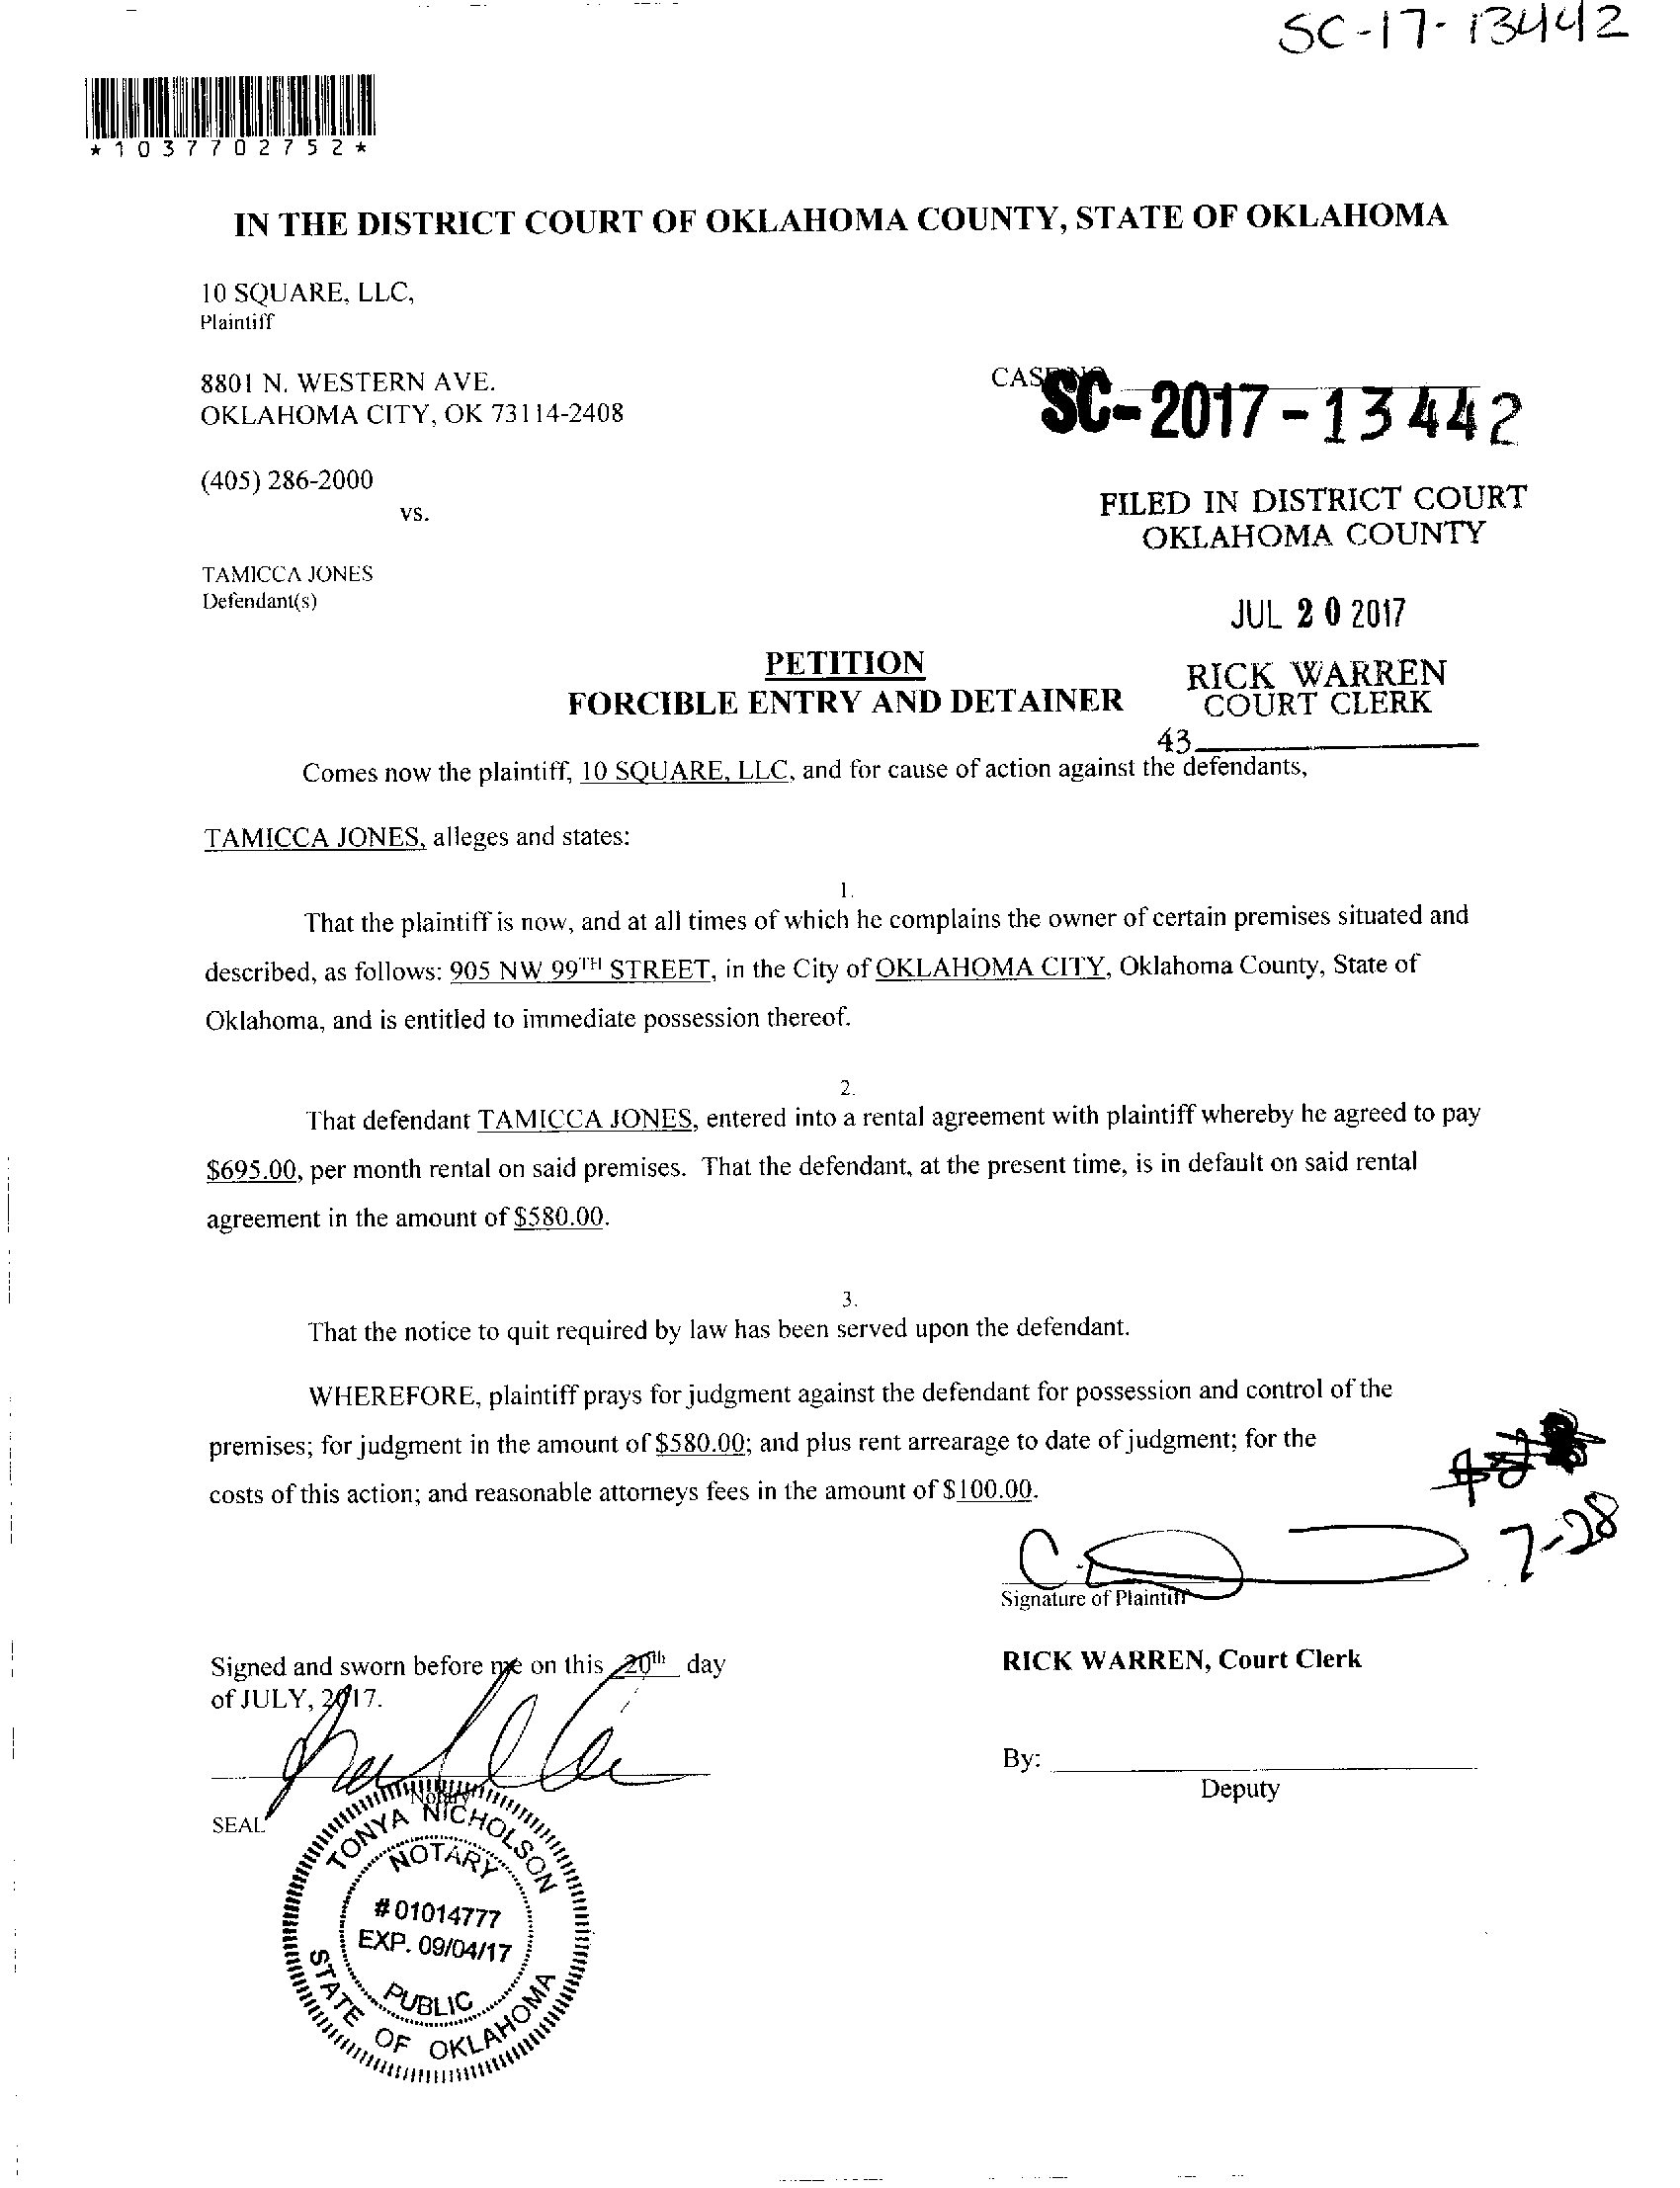 SC-17-13442
*1037702752*
IN THE DISTRICT COURT OF OKLAHOMA COUNTY, STATE OF OKLAHOMA
10 SQUARE, LLC,
Plaintiff
8801 N. WESTERN AVE.
OKLAHOMA CITY, OK 73114-2408
CASE NO.
SC-2017-13442
(405) 286-2000
vs.
FILED IN DISTRICT COURT
OKLAHOMA COUNTY
TAMICCA JONES
Defendant(s)
JUL 20 2017
PETITION
FORCIBLE ENTRY AND DETAINER
RICK WARREN
COURT CLERK
43
Comes now the plaintiff, 10 SQUARE, LLC, and for cause of action against the defendants,
TAMICCA JONES, alleges and states:
1.
That the plaintiff is now, and at all times of which he complains the owner of certain premises situated and
described, as follows: 905 NW 99TH STREET, in the City of OKLAHOMA CITY, Oklahoma County, State of
Oklahoma, and is entitled to immediate possession thereof.
2.
That defendant TAMICCA JONES, entered into a rental agreement with plaintiff whereby he agreed to pay
$695.00, per month rental on said premises. That the defendant, at the present time, is in default on said rental
agreement in the amount of $580.00.
3.
That the notice to quit required by law has been served upon the defendant.
WHEREFORE, plaintiff prays for judgment against the defendant for possession and control of the
premises; for judgment in the amount of $580.00; and plus rent arrearage to date of judgment; for the
costs of this action; and reasonable attorneys fees in the amount of $100.00.
7-28
Signature of Plaintiff
Signed and sworn before me on this 20th day
of JULY, 2017.
RICK WARREN, Court Clerk
By:
Deputy
Notary
SEAL
TONYA NICHOLSON
NOTARY
#01014777
EXP. 09/04/17
PUBLIC
STATE OF OKLAHOMA